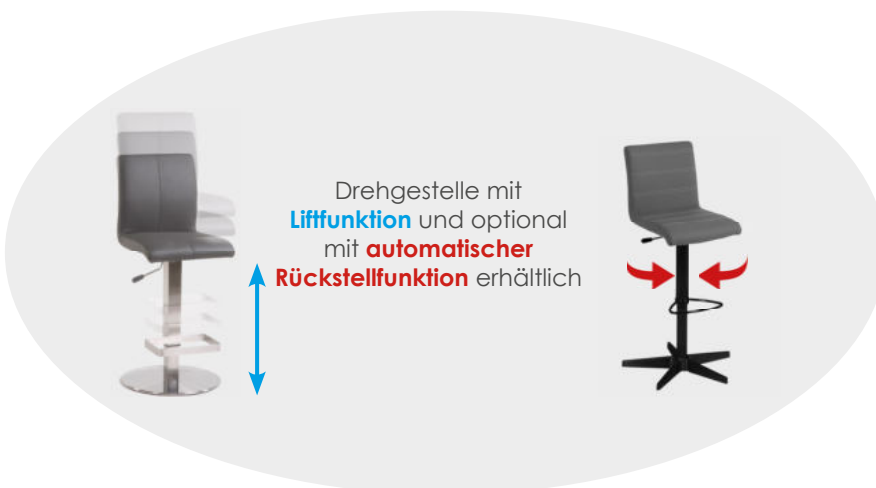 Drehgestelle mit
Liftfunktion und optional
mit automatischer
Rückstellfunktion erhältlich